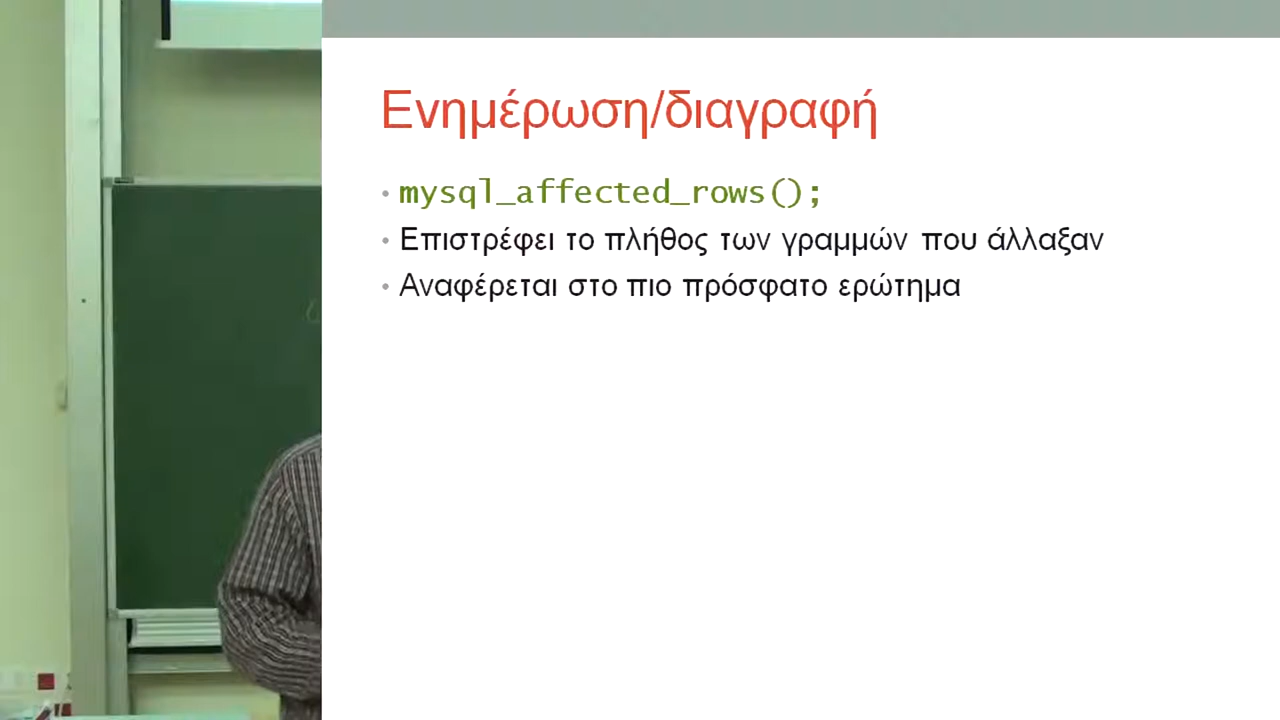 Ενημέρωση/διαγραφή
• mysql_affected_rows();
• Επιστρέφει το πλήθος των γραμμών που άλλαξαν
• Αναφέρεται στο πιο πρόσφατο ερώτημα